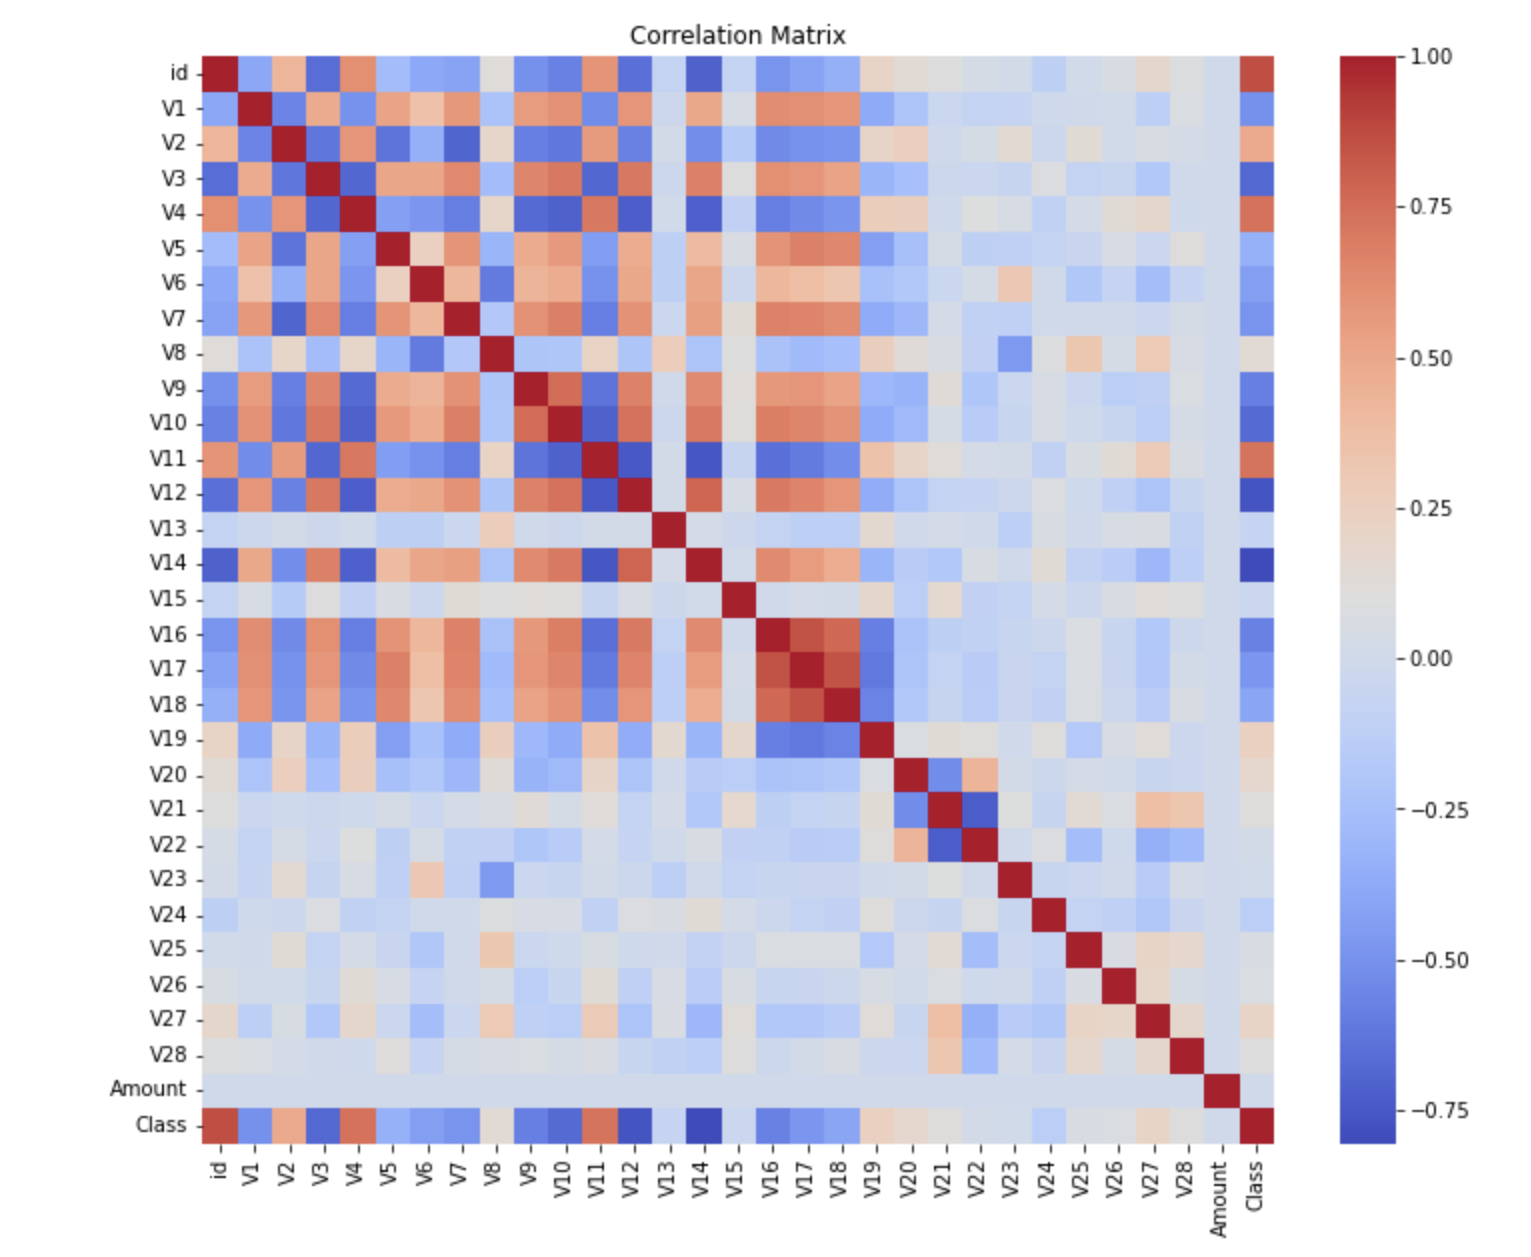 Correlation Matrix
id
V1
V2
V3
V4
V5
V6
V7
V8
V9
V10
V11
V12
V13
V14
V15
V16
V17
V18
V19
V20
V21
V22
V23
V24
V25
V26
V27
V28
Amount
Class
id V1 V2 V3 V4 V5 V6 V7 V8 V9 V10 V11 V12 V13 V14 V15 V16 V17 V18 V19 V20 V21 V22 V23 V24 V25 V26 V27 V28 Amount Class
1.00
0.75
0.50
0.25
0.00
−0.25
−0.50
−0.75